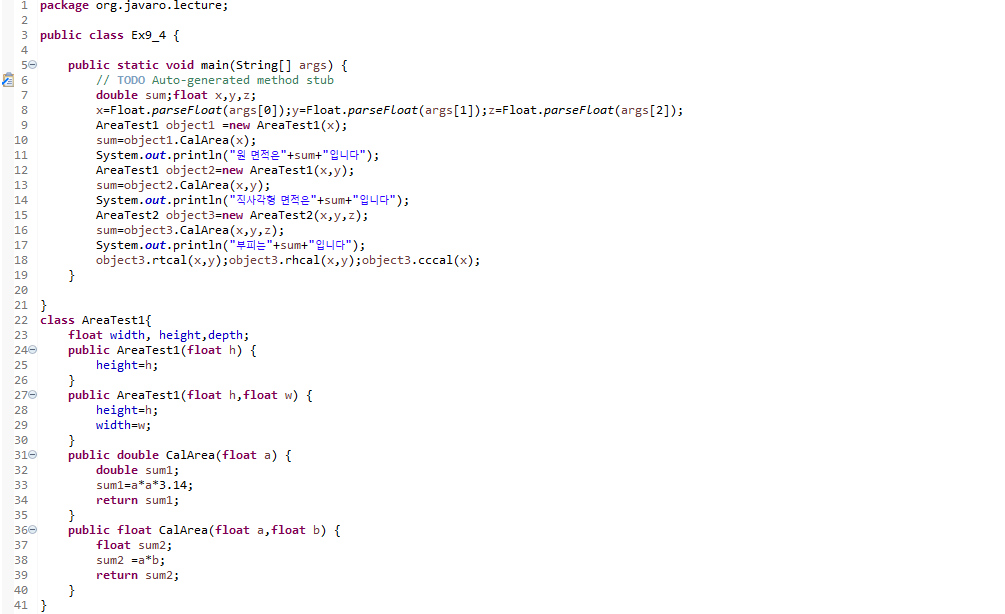 1 package org.javaro.lecture;
2
3 public class Ex9_4 {
4
5 public static void main(String[] args) {
6 // TODO Auto-generated method stub
7 double sum;float x,y,z;
8 x=Float.parseFloat(args[0]);y=Float.parseFloat(args[1]);z=Float.parseFloat(args[2]);
9 AreaTest1 object1 =new AreaTest1(x);
10 sum=object1.CalArea(x);
11 System.out.println("원 면적은"+sum+"입니다");
12 AreaTest1 object2=new AreaTest1(x,y);
13 sum=object2.CalArea(x,y);
14 System.out.println("직사각형 면적은"+sum+"입니다");
15 AreaTest2 object3=new AreaTest2(x,y,z);
16 sum=object3.CalArea(x,y,z);
17 System.out.println("부피는"+sum+"입니다");
18 object3.rtcal(x,y);object3.rhcal(x,y);object3.cccal(x);
19 }
20
21 }
22 class AreaTest1{
23 float width, height,depth;
24 public AreaTest1(float h) {
25 height=h;
26 }
27 public AreaTest1(float h,float w) {
28 height=h;
29 width=w;
30 }
31 public double CalArea(float a) {
32 double sum1;
33 sum1=a*a*3.14;
34 return sum1;
35 }
36 public float CalArea(float a,float b) {
37 float sum2;
38 sum2 =a*b;
39 return sum2;
40 }
41 }